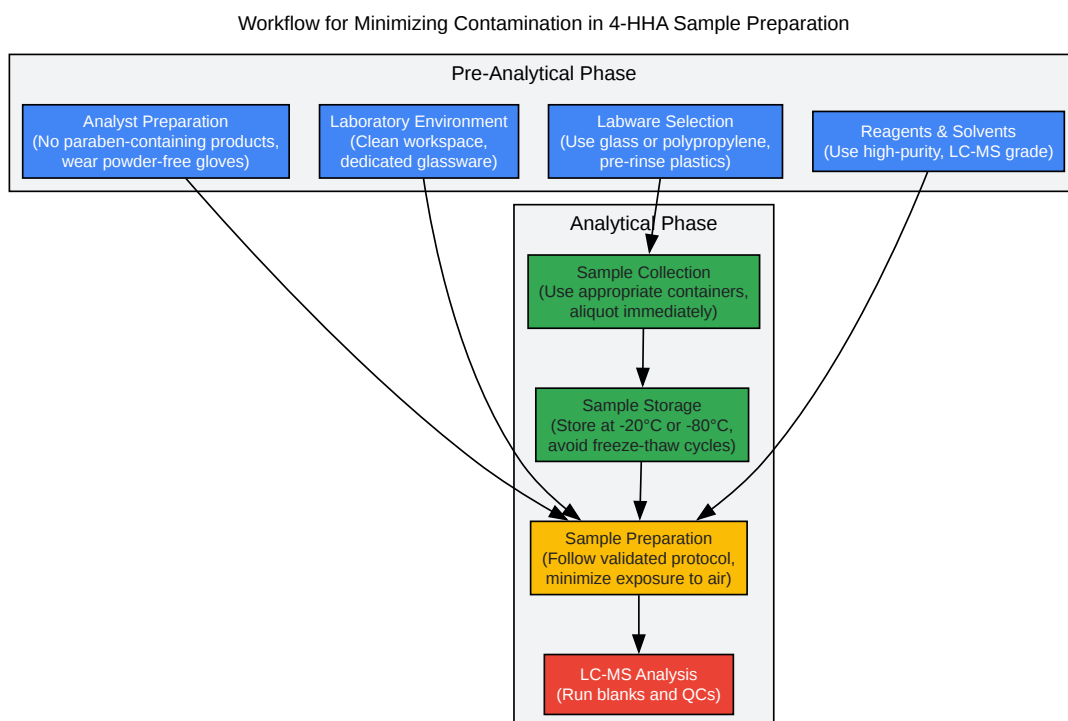 Workflow for Minimizing Contamination in 4-HHA Sample Preparation
Pre-Analytical Phase
Analyst Preparation
(No paraben-containing products,
wear powder-free gloves)
Laboratory Environment
(Clean workspace,
dedicated glassware)
Labware Selection
(Use glass or polypropylene,
pre-rinse plastics)
Reagents & Solvents
(Use high-purity, LC-MS grade)
Analytical Phase
Sample Collection
(Use appropriate containers,
aliquot immediately)
Sample Storage
(Store at -20°C or -80°C,
avoid freeze-thaw cycles)
Sample Preparation
(Follow validated protocol,
minimize exposure to air)
LC-MS Analysis
(Run blanks and QCs)